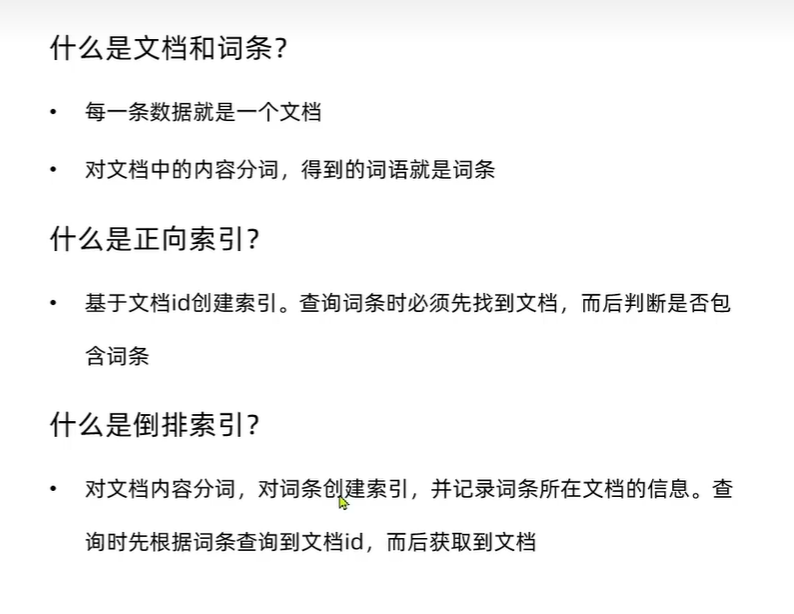 什么是文档和词条？
• 每一条数据就是一个文档
• 对文档中的内容分词，得到的词语就是词条
什么是正向索引？
• 基于文档id创建索引。查询词条时必须先找到文档，而后判断是否包
含词条
什么是倒排索引？
• 对文档内容分词，对词条创建索引，并记录词条所在文档的信息。查
询时先根据词条查询到文档id，而后获取到文档